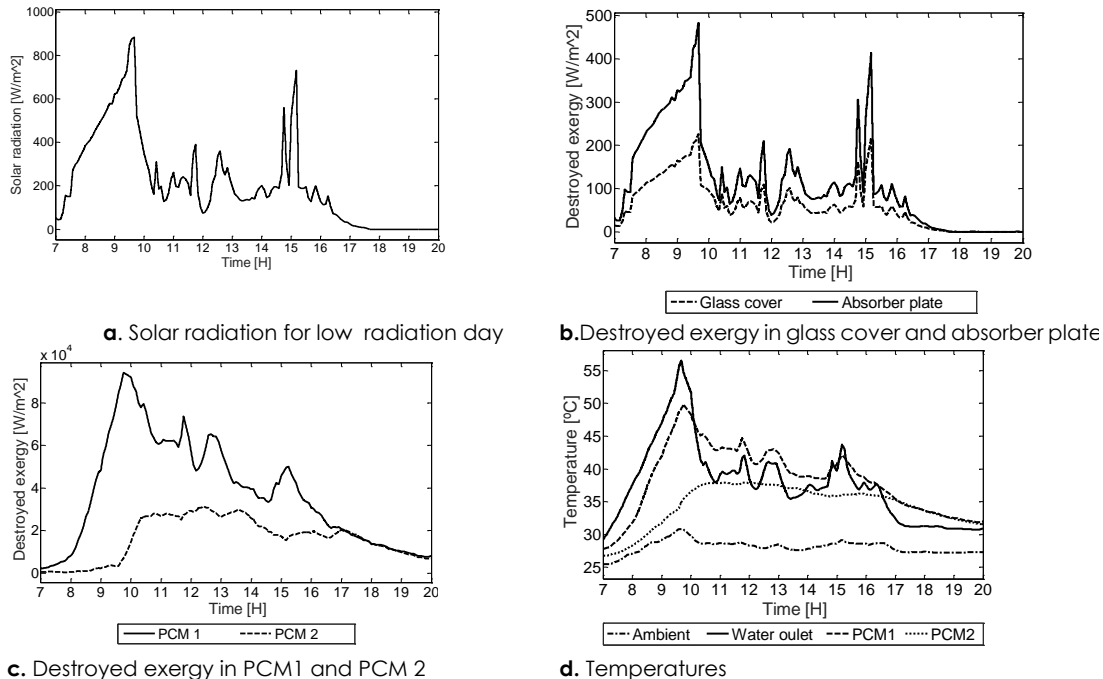 1000
800
600
400
200
0
Solar radiation [W/m^2]
7 8 9 10 11 12 13 14 15 16 17 18 19 20
Time [H]
a. Solar radiation for low radiation day
500
400
300
200
100
0
Destroyed exergy [W/m^2]
7 8 9 10 11 12 13 14 15 16 17 18 19 20
Time [H]
Glass cover Absorber plate
b.Destroyed exergy in glass cover and absorber plate
x 10^4
8
6
4
2
0
Destroyed exergy [W/m^2]
7 8 9 10 11 12 13 14 15 16 17 18 19 20
Time [H]
PCM 1 PCM 2
c. Destroyed exergy in PCM1 and PCM 2
55
50
45
40
35
30
25
Temperature [ºC]
7 8 9 10 11 12 13 14 15 16 17 18 19 20
Time [H]
Ambient Water oulet PCM1 PCM2
d. Temperatures